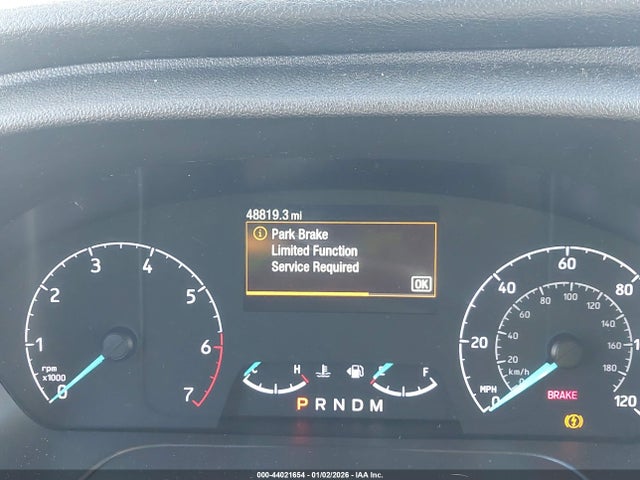 48819.3 mi
Park Brake
Limited Function
Service Required
OK
0 1 2 3 4 5 6 7
rpm
x1000
C H
E F
P R N D M
0 20 40 60 80 120
MPH
0 20 40 60 80 100 120 140 160 180
km/h
BRAKE
000-44021654 - 01/02/2026 - IAA Inc.